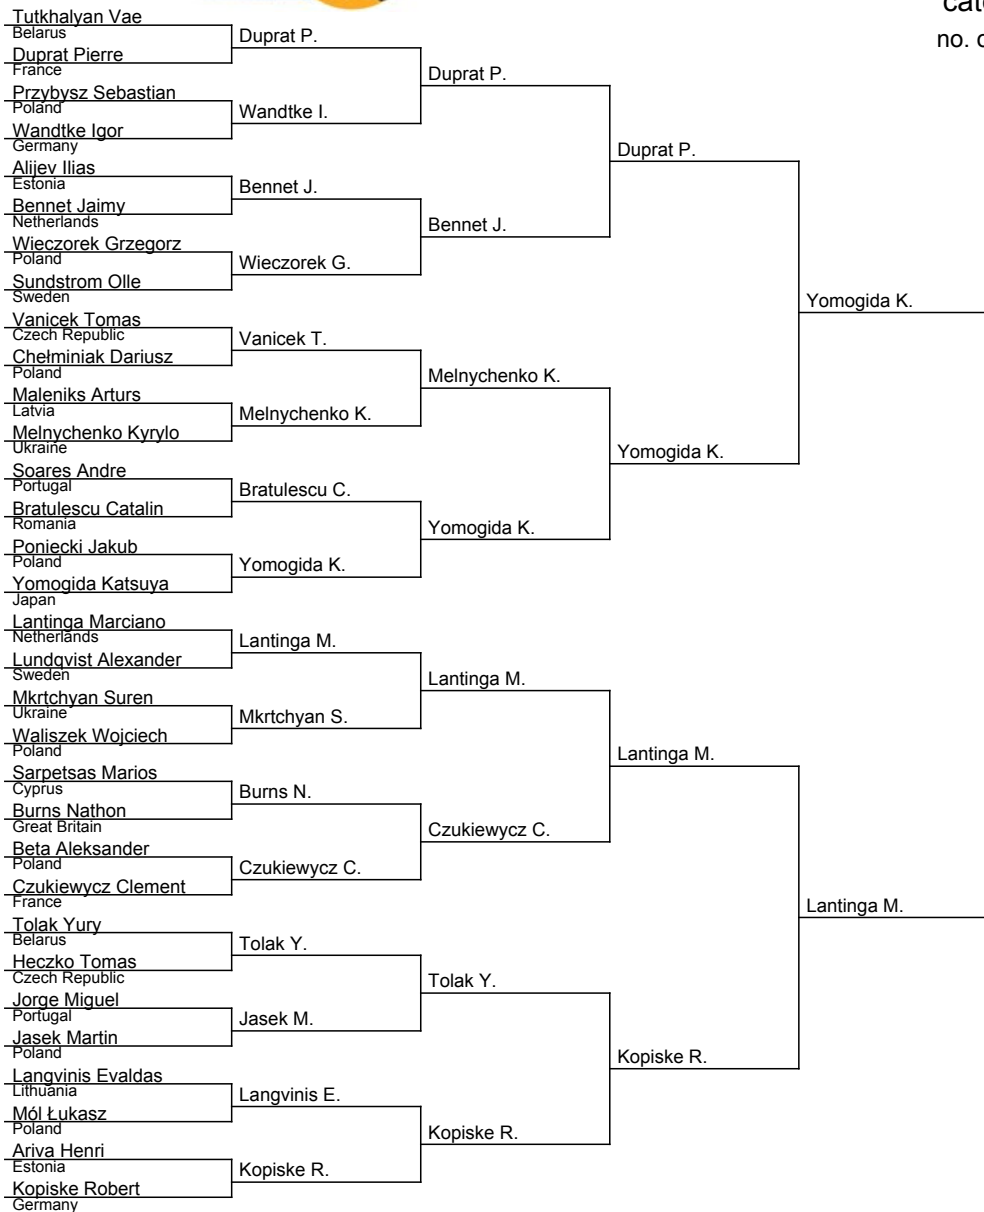 cat
no. o
Tutkhalyan Vae
Belarus
Duprat P.
Duprat Pierre
France
Duprat P.
Przybysz Sebastian
Poland
Wandtke I.
Wandtke Igor
Germany
Duprat P.
Alijev Ilias
Estonia
Bennet J.
Bennet Jaimy
Netherlands
Bennet J.
Wieczorek Grzegorz
Poland
Wieczorek G.
Sundstrom Olle
Sweden
Yomogida K.
Vanicek Tomas
Czech Republic
Vanicek T.
Chełminiak Dariusz
Poland
Melnychenko K.
Maleniks Arturs
Latvia
Melnychenko K.
Melnychenko Kyrylo
Ukraine
Yomogida K.
Soares Andre
Portugal
Bratulescu C.
Bratulescu Catalin
Romania
Yomogida K.
Poniecki Jakub
Poland
Yomogida K.
Yomogida Katsuya
Japan
Lantinga Marciano
Netherlands
Lantinga M.
Lundqvist Alexander
Sweden
Lantinga M.
Mkrtchyan Suren
Ukraine
Mkrtchyan S.
Waliszek Wojciech
Poland
Lantinga M.
Sarpetsas Marios
Cyprus
Burns N.
Burns Nathon
Great Britain
Czukiewycz C.
Beta Aleksander
Poland
Czukiewycz C.
Czukiewycz Clement
France
Lantinga M.
Tolak Yury
Belarus
Tolak Y.
Heczko Tomas
Czech Republic
Tolak Y.
Jorge Miguel
Portugal
Jasek M.
Jasek Martin
Poland
Kopiske R.
Langvinis Evaldas
Lithuania
Langvinis E.
Mól Łukasz
Poland
Kopiske R.
Ariva Henri
Estonia
Kopiske R.
Kopiske Robert
Germany